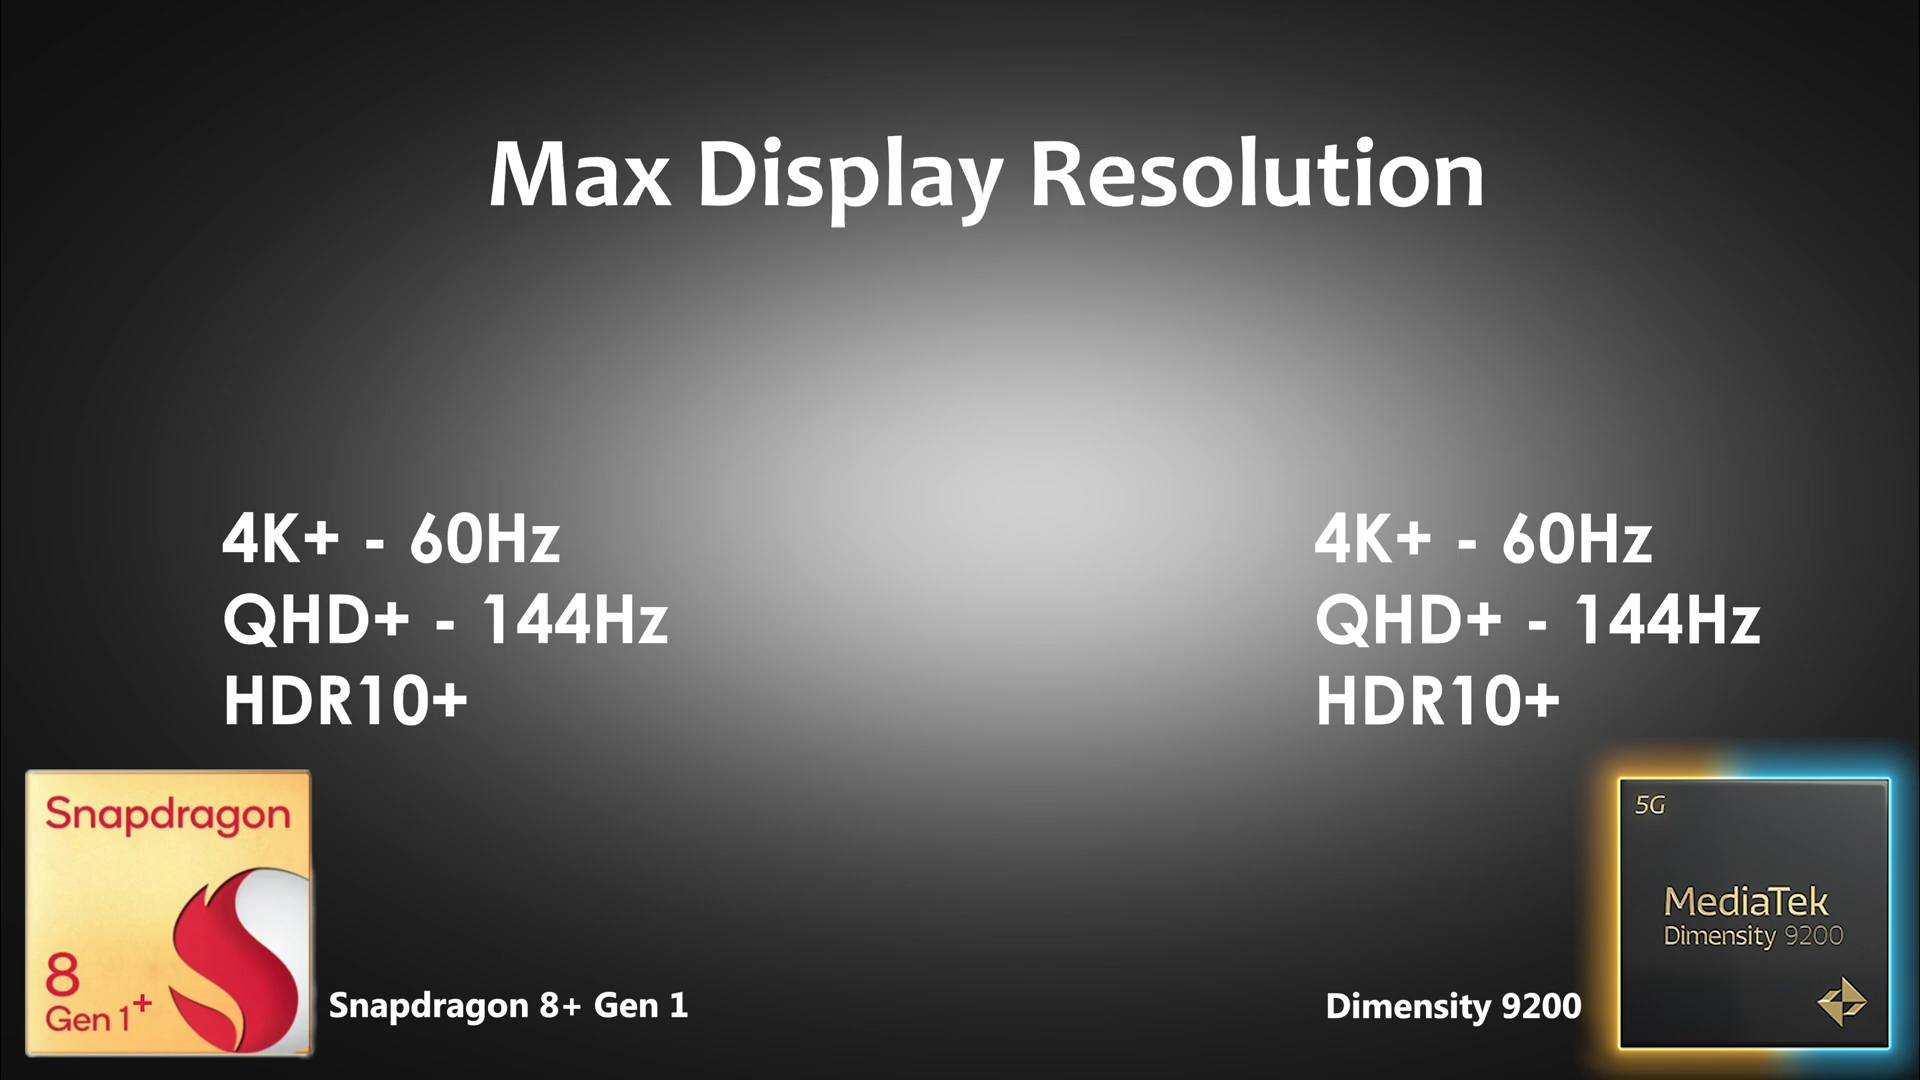 Max Display Resolution
4K+ - 60Hz
QHD+ - 144Hz
HDR10+
4K+ - 60Hz
QHD+ - 144Hz
HDR10+
Snapdragon
8
Gen 1+
Snapdragon 8+ Gen 1
Dimensity 9200
5G
MediaTek
Dimensity 9200